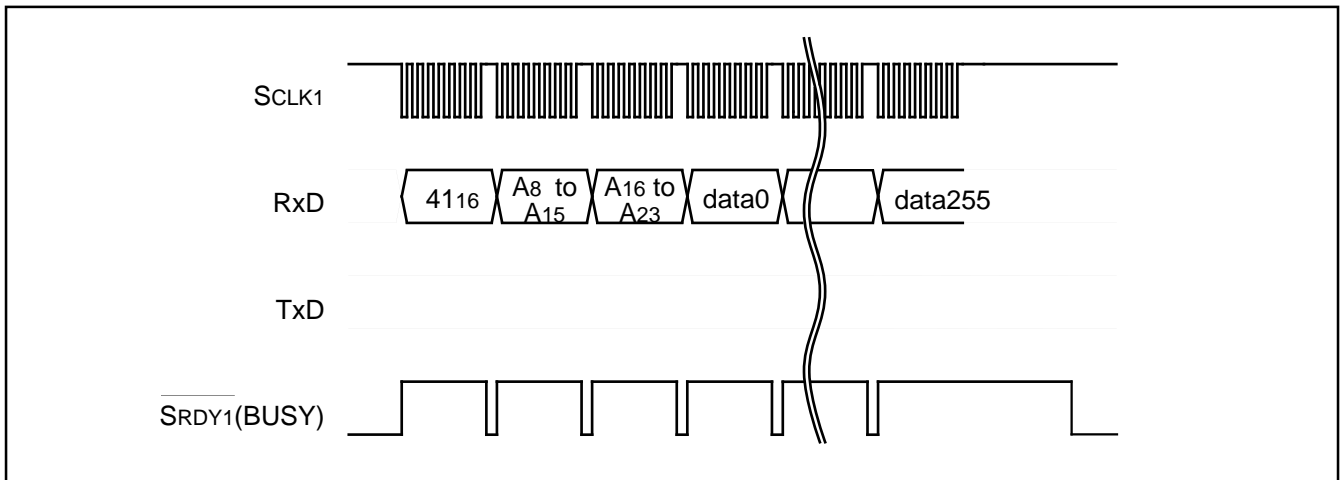 SCLK1
RxD
4116
A8 to
A15
A16 to
A23
data0
data255
TxD
SRDY1(BUSY)